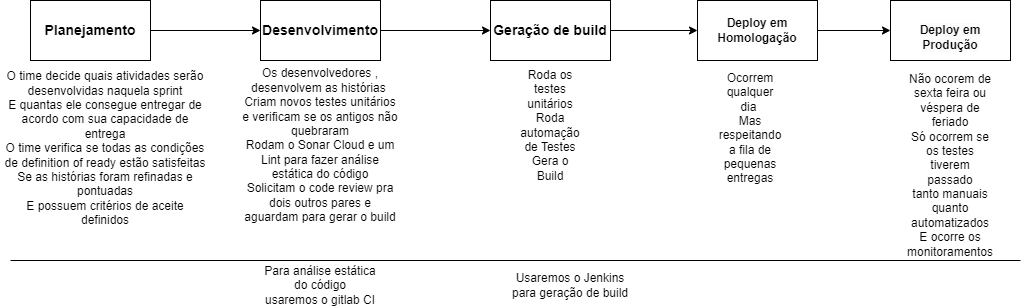 Planejamento
Desenvolvimento
Geração de build
Deploy em
Homologação
Deploy em
Produção
O time decide quais atividades serão
desenvolvidas naquela sprint
E quantas ele consegue entregar de
acordo com sua capacidade de
entrega
O time verifica se todas as condições
de definition of ready estão satisfeitas
Se as histórias foram refinadas e
pontuadas
E possuem critérios de aceite
definidos
Os desenvolvedores ,
desenvolvem as histórias
Criam novos testes unitários
e verificam se os antigos não
quebraram
Rodam o Sonar Cloud e um
Lint para fazer análise
estática do código
Solicitam o code review pra
dois outros pares e
aguardam para gerar o build
Roda os
testes
unitários
Roda
automação
de Testes
Gera o
Build
Ocorrem
qualquer
dia
Mas
respeitando
a fila de
pequenas
entregas
Não ocorem de
sexta feira ou
véspera de
feriado
Só ocorrem se
os testes
tiverem
passado
tanto manuais
quanto
automatizados
E ocorre os
monitoramentos
Para análise estática
do código
usaremos o gitlab CI
Usaremos o Jenkins
para geração de build